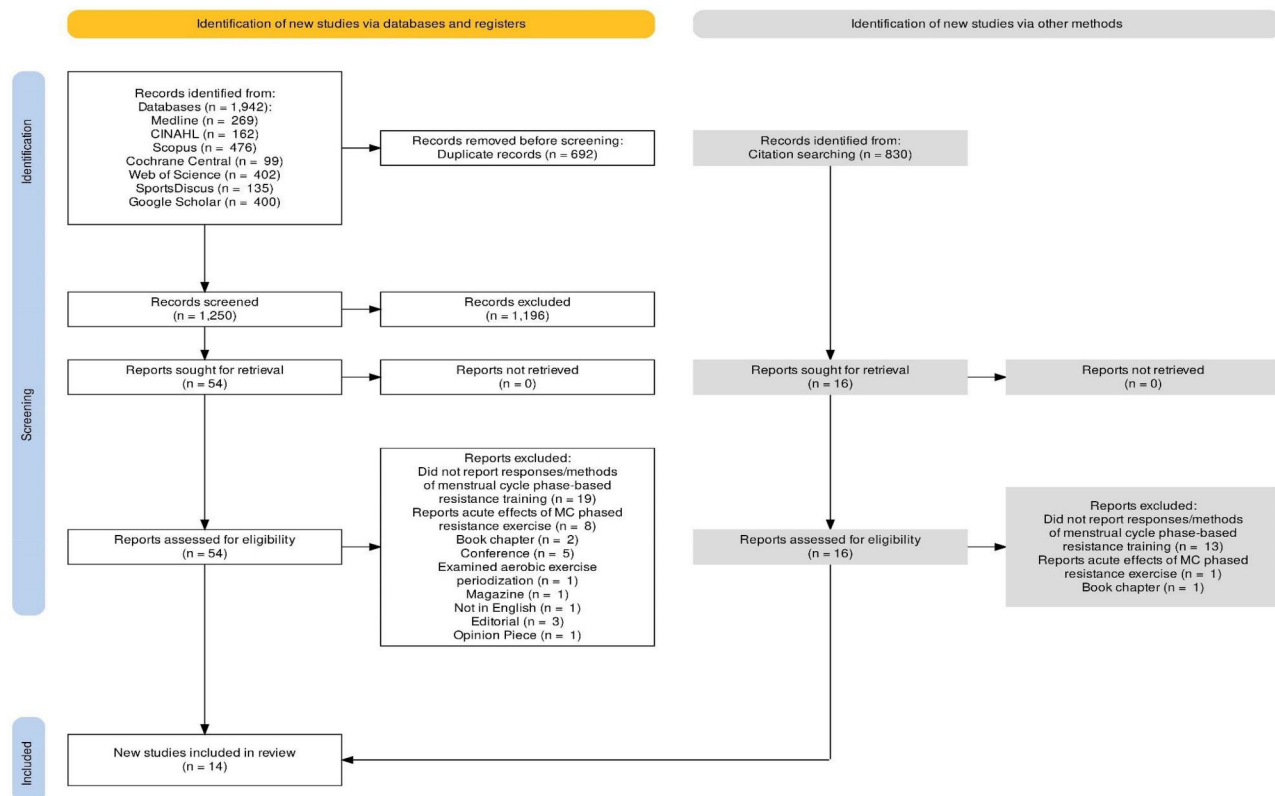 Identification of new studies via databases and registers
Identification of new studies via other methods
Identification
Records identified from:
Databases (n = 1,942):
Medline (n = 269)
CINAHL (n = 162)
Scopus (n = 476)
Cochrane Central (n = 99)
Web of Science (n = 402)
SportsDiscus (n = 135)
Google Scholar (n = 400)
Records removed before screening:
Duplicate records (n = 692)
Records identified from:
Citation searching (n = 830)
Screening
Records screened
(n = 1,250)
Records excluded
(n = 1,196)
Reports sought for retrieval
(n = 54)
Reports not retrieved
(n = 0)
Reports sought for retrieval
(n = 16)
Reports not retrieved
(n = 0)
Reports assessed for eligibility
(n = 54)
Reports excluded:
Did not report responses/methods
of menstrual cycle phase-based
resistance training (n = 19)
Reports acute effects of MC phased
resistance exercise (n = 8)
Book chapter (n = 2)
Conference (n = 5)
Examined aerobic exercise
periodization (n = 1)
Magazine (n = 1)
Not in English (n = 1)
Editorial (n = 3)
Opinion Piece (n = 1)
Reports assessed for eligibility
(n = 16)
Reports excluded:
Did not report responses/methods
of menstrual cycle phase-based
resistance training (n = 13)
Reports acute effects of MC phased
resistance exercise (n = 1)
Book chapter (n = 1)
Included
New studies included in review
(n = 14)